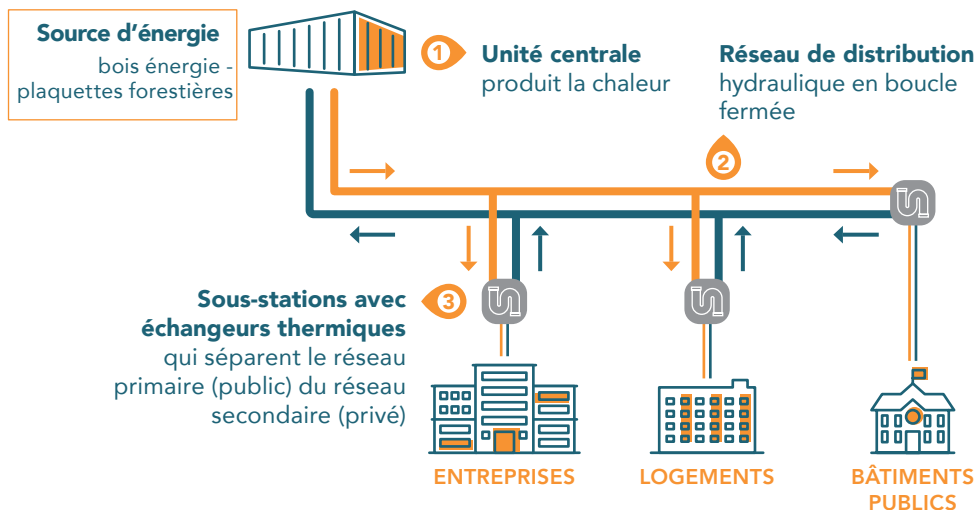 Source d’énergie
bois énergie -
plaquettes forestières
1
Unité centrale
produit la chaleur
Réseau de distribution
hydraulique en boucle
fermée
2
3
Sous-stations avec
échangeurs thermiques
qui séparent le réseau
primaire (public) du réseau
secondaire (privé)
ENTREPRISES
LOGEMENTS
BÂTIMENTS
PUBLICS